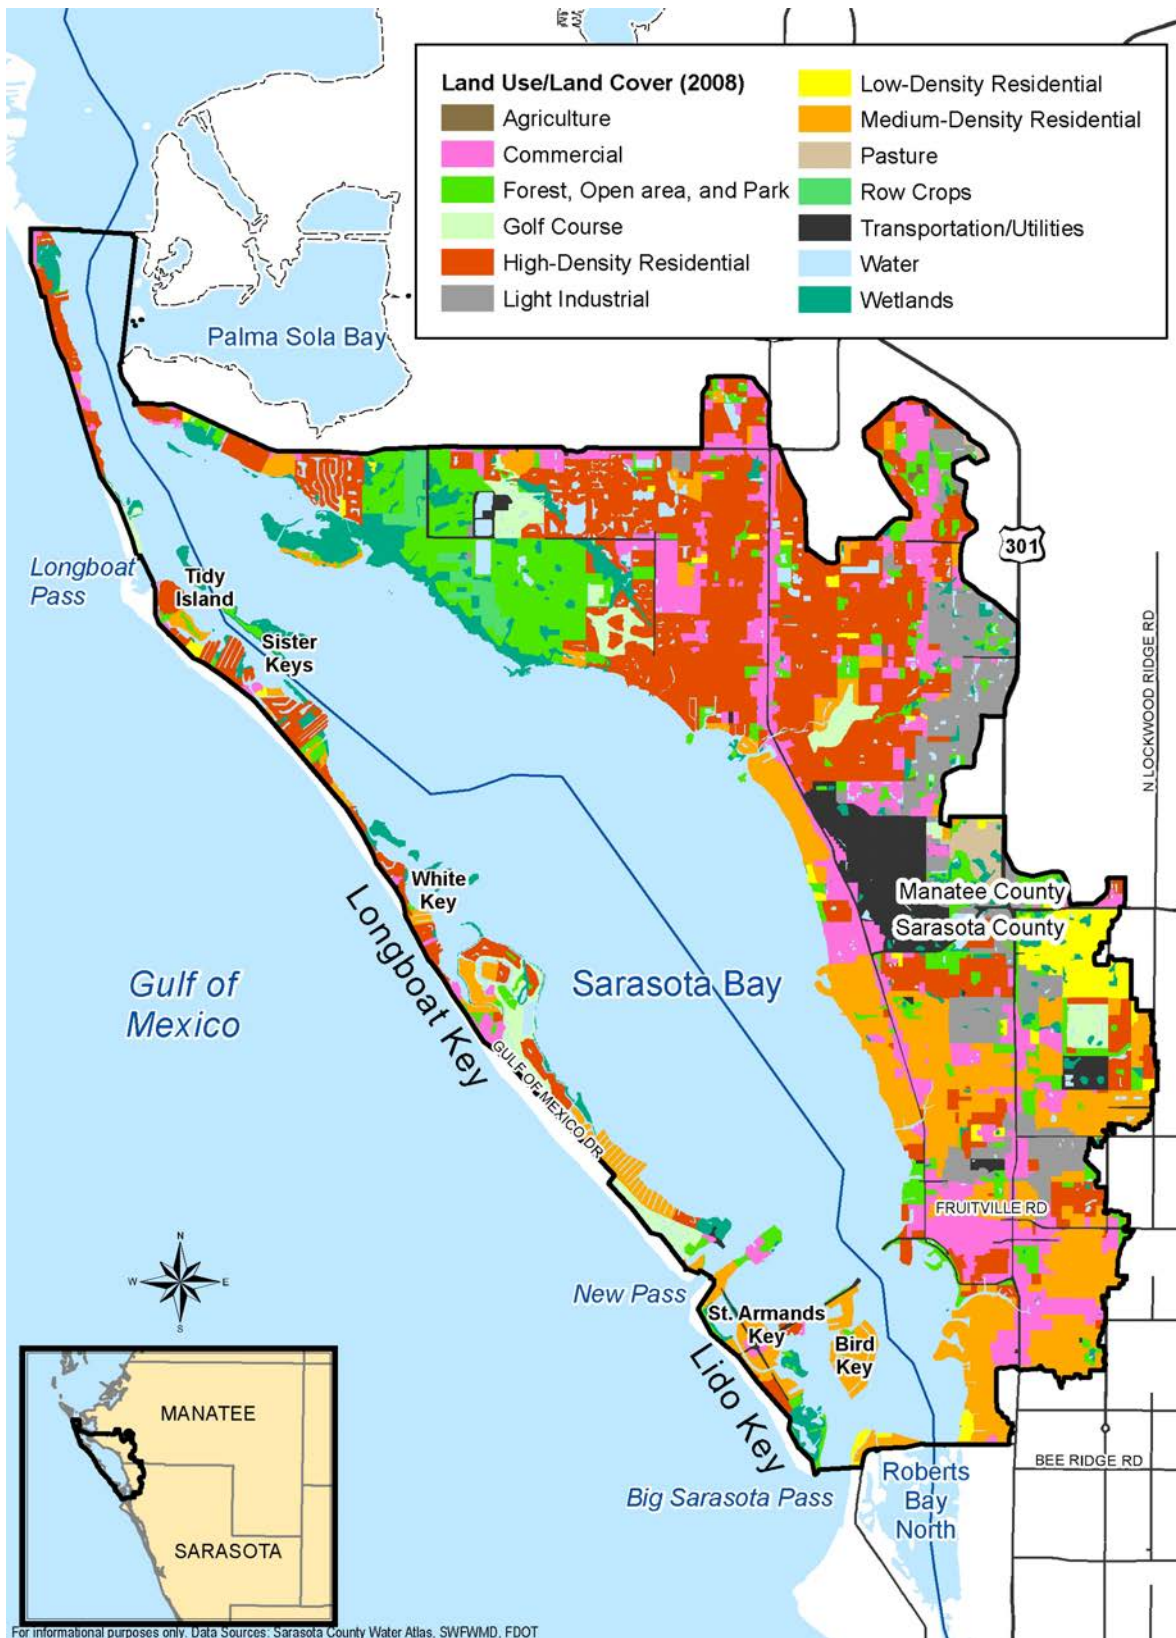 Land Use/Land Cover (2008)
Agriculture
Commercial
Forest, Open area, and Park
Golf Course
High-Density Residential
Light Industrial
Low-Density Residential
Medium-Density Residential
Pasture
Row Crops
Transportation/Utilities
Water
Wetlands
Palma Sola Bay
301
N LOCKWOOD RIDGE RD
Longboat
Pass
Tidy
Island
Sister
Keys
White
Key
Manatee County
Sarasota County
Longboat Key
Gulf of
Mexico
Sarasota Bay
GULF OF MEXICO DR
FRUITVILLE RD
N
W
E
S
New Pass
St. Armands
Key
Bird
Key
Lido Key
BEE RIDGE RD
Roberts
Bay
North
Big Sarasota Pass
MANATEE
SARASOTA
For informational purposes only. Data Sources: Sarasota County Water Atlas, SWFWMD, FDOT